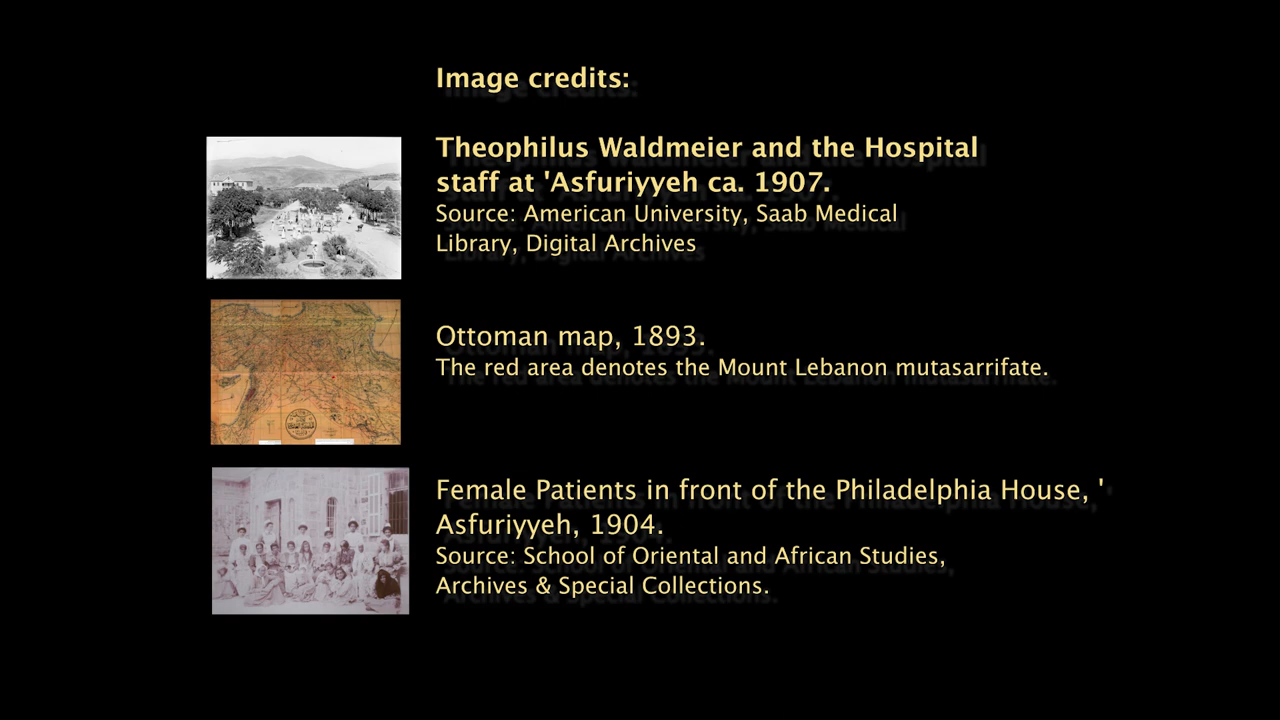 Image credits:
Theophilus Waldmeier and the Hospital
staff at 'Asfuriyyeh ca. 1907.
Source: American University, Saab Medical
Library, Digital Archives
Ottoman map, 1893.
The red area denotes the Mount Lebanon mutasarrifate.
Female Patients in front of the Philadelphia House, '
Asfuriyyeh, 1904.
Source: School of Oriental and African Studies,
Archives & Special Collections.